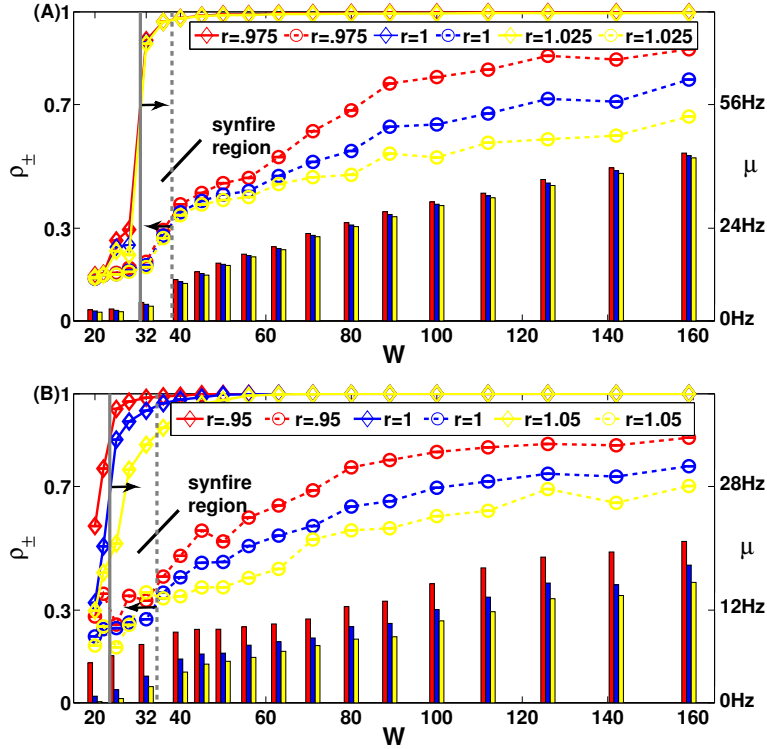 (A) 1
r=.975 r=.975 r=1 r=1 r=1.025 r=1.025
0.7 56Hz
synfire
region
ρ± μ
0.3 24Hz
0 0Hz
20 32 40 60 80 100 120 140 160
W
(B) 1
r=.95 r=.95 r=1 r=1 r=1.05 r=1.05
0.7 28Hz
synfire
region
ρ± μ
0.3 12Hz
0 0Hz
20 32 40 60 80 100 120 140 160
W